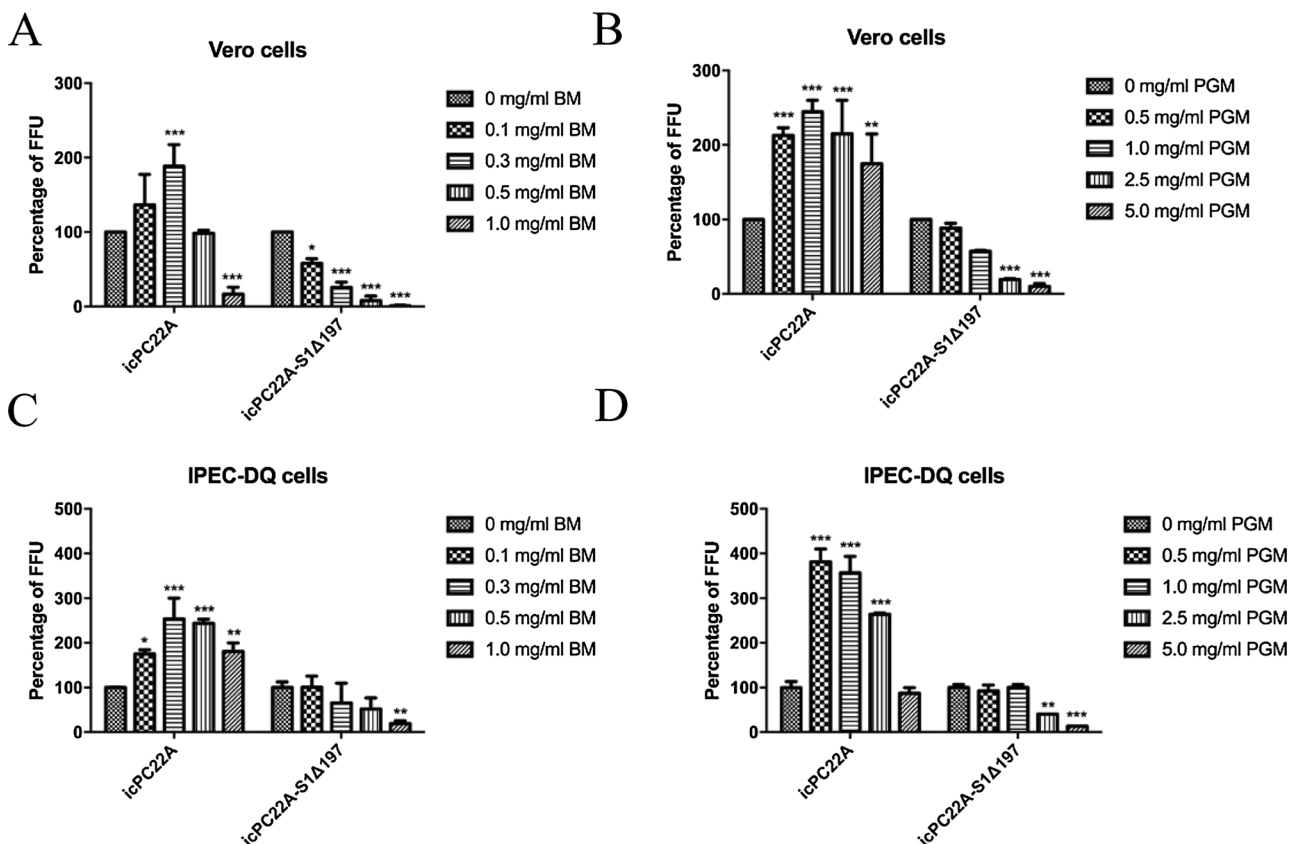 A
Vero cells
Percentage of FFU
300
200
100
0
***
***
*
***
***
***
icPC22A
icPC22A-S1Δ197
0 mg/ml BM
0.1 mg/ml BM
0.3 mg/ml BM
0.5 mg/ml BM
1.0 mg/ml BM
B
Vero cells
Percentage of FFU
300
200
100
0
***
***
***
**
***
***
icPC22A
icPC22A-S1Δ197
0 mg/ml PGM
0.5 mg/ml PGM
1.0 mg/ml PGM
2.5 mg/ml PGM
5.0 mg/ml PGM
C
IPEC-DQ cells
Percentage of FFU
500
400
300
200
100
0
*
***
***
**
**
icPC22A
icPC22A-S1Δ197
0 mg/ml BM
0.1 mg/ml BM
0.3 mg/ml BM
0.5 mg/ml BM
1.0 mg/ml BM
D
IPEC-DQ cells
Percentage of FFU
500
400
300
200
100
0
***
***
***
**
***
icPC22A
icPC22A-S1Δ197
0 mg/ml PGM
0.5 mg/ml PGM
1.0 mg/ml PGM
2.5 mg/ml PGM
5.0 mg/ml PGM